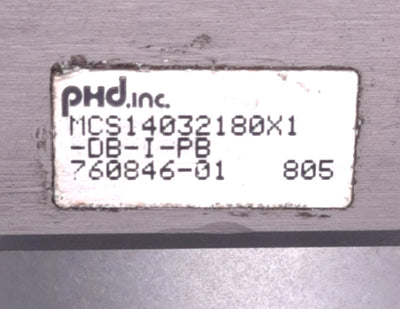 PHD, inc.
MCS14032180X1
-DB-I-PB
760846-01 805